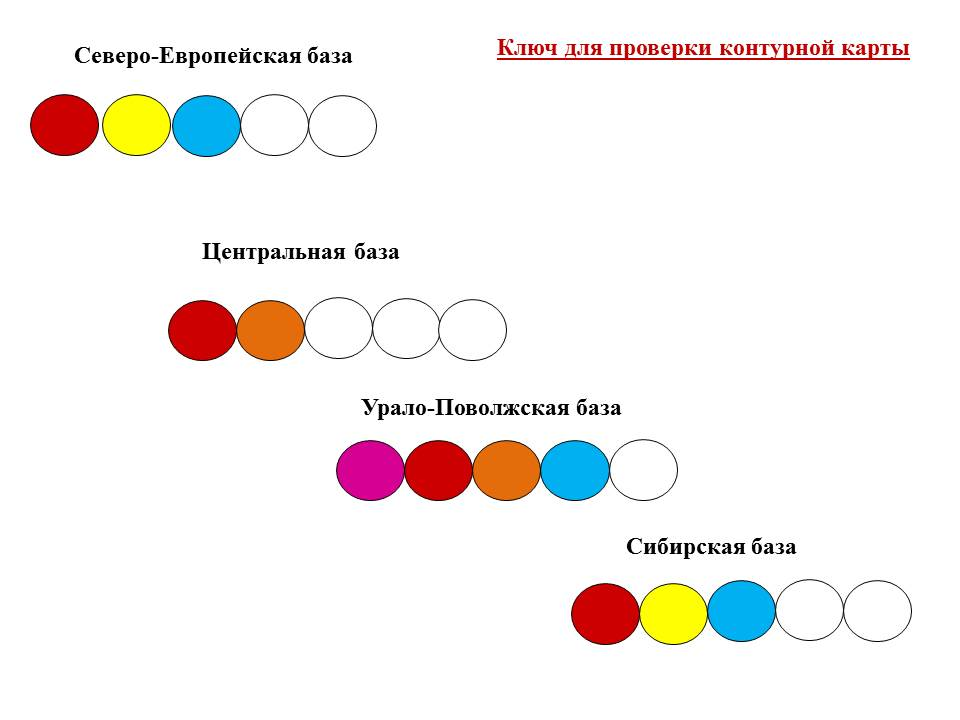 Северо-Европейская база
Ключ для проверки контурной карты
Центральная база
Урало-Поволжская база
Сибирская база